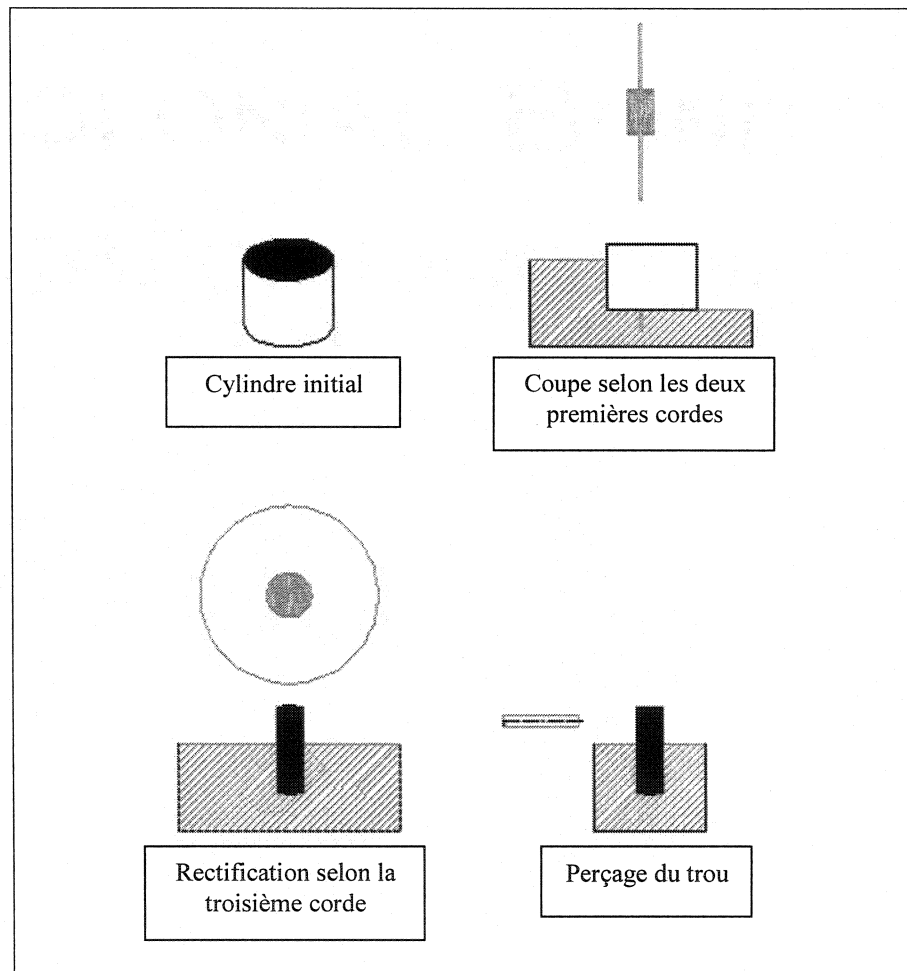 Cylindre initial
Coupe selon les deux
premières cordes
Rectification selon la
troisième corde
Perçage du trou